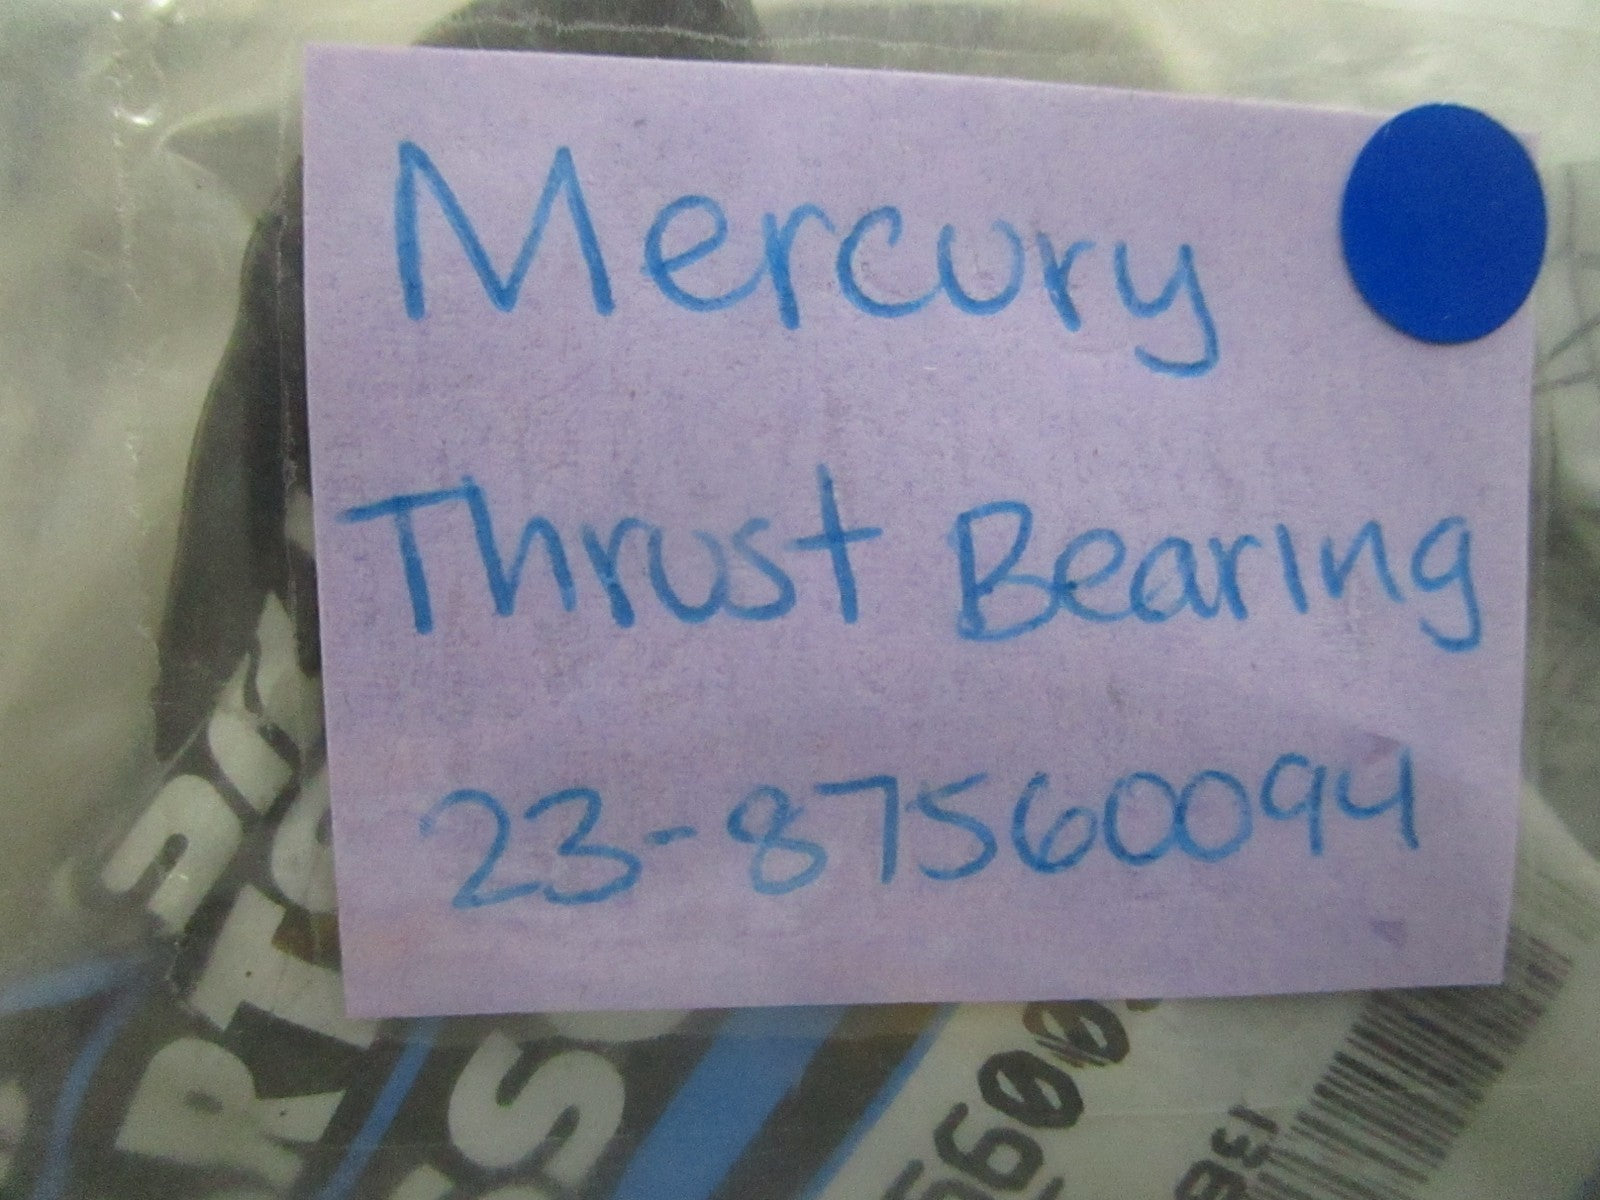 Mercury
Thrust Bearing
23-87560094